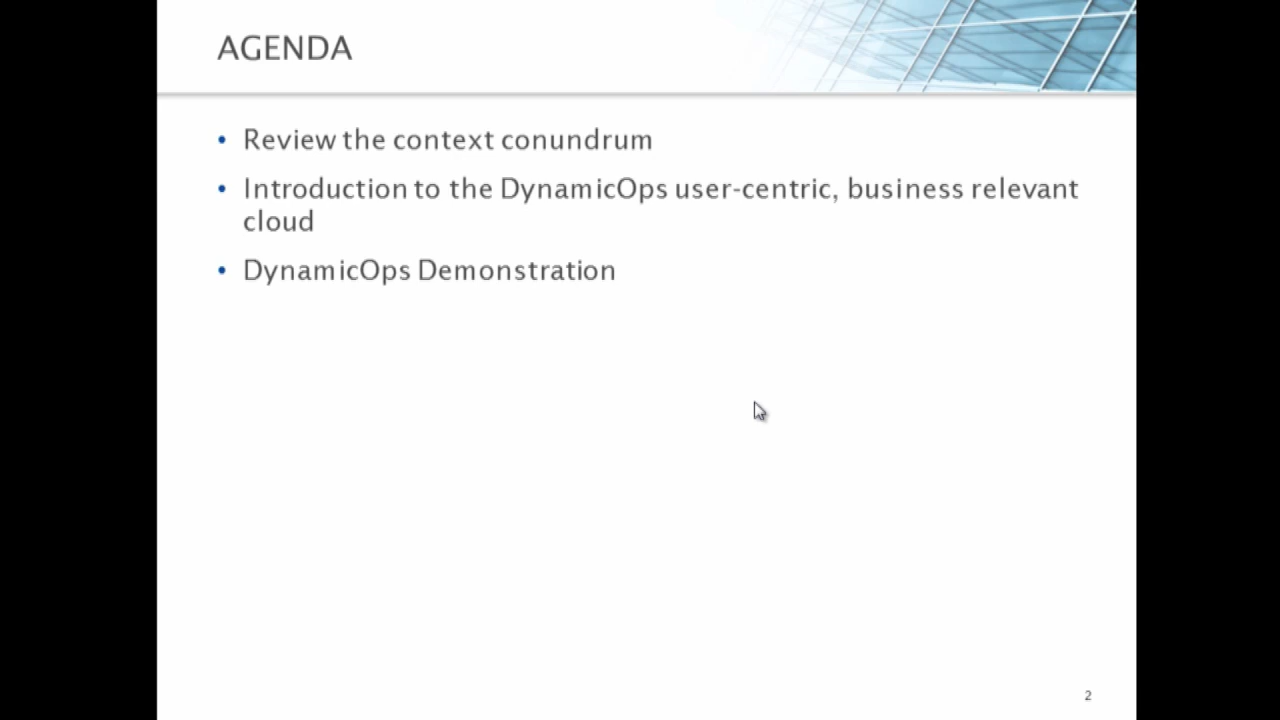 AGENDA
• Review the context conundrum
• Introduction to the DynamicOps user-centric, business relevant
cloud
• DynamicOps Demonstration
2